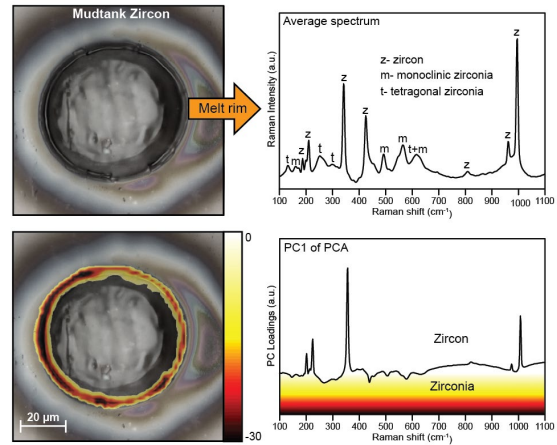 Mudtank Zircon
Melt rim
Average spectrum
z- zircon
m- monoclinic zirconia
t- tetragonal zirconia
Raman Intensity (a.u.)
t m z z t t z z m m t+m z z z
100 200 300 400 500 600 700 800 900 1000 1100
Raman shift (cm-1)
20 µm
0
-30
PC1 of PCA
PC Loadings (a.u.)
Zircon
Zirconia
100 200 300 400 500 600 700 800 900 1000 1100
Raman shift (cm-1)